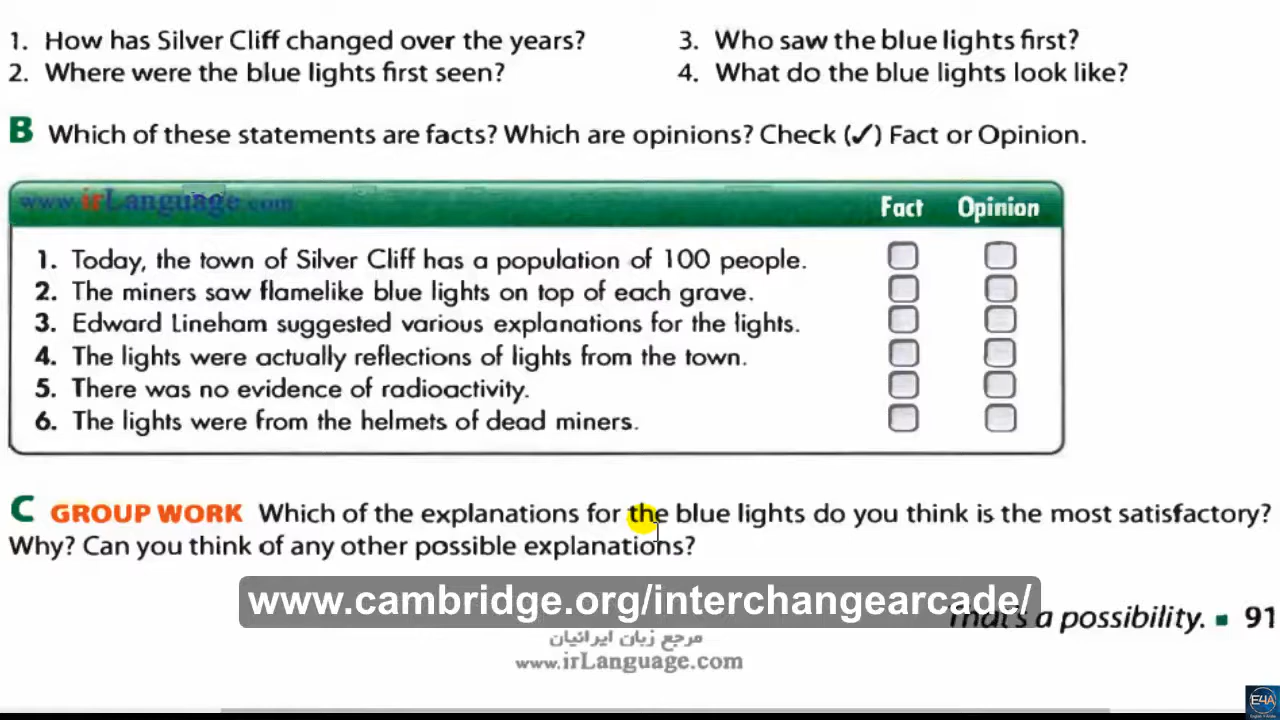 1. How has Silver Cliff changed over the years?
2. Where were the blue lights first seen?
3. Who saw the blue lights first?
4. What do the blue lights look like?
B Which of these statements are facts? Which are opinions? Check (✓) Fact or Opinion.
www.irLanguage.com
Fact Opinion
1. Today, the town of Silver Cliff has a population of 100 people.
2. The miners saw flamelike blue lights on top of each grave.
3. Edward Lineham suggested various explanations for the lights.
4. The lights were actually reflections of lights from the town.
5. There was no evidence of radioactivity.
6. The lights were from the helmets of dead miners.
C GROUP WORK Which of the explanations for the blue lights do you think is the most satisfactory?
Why? Can you think of any other possible explanations?
www.cambridge.org/interchangearcade/
That's a possibility. ■ 91
مرجع زبان ایرانیان
www.irLanguage.com
E4A